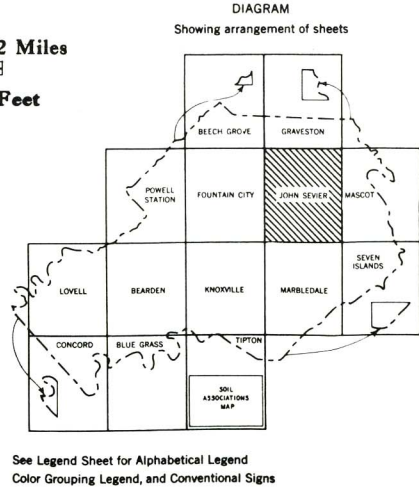 DIAGRAM
Showing arrangement of sheets
2 Miles
Feet
BEECH GROVE
GRAVESTON
POWELL
STATION
FOUNTAIN CITY
JOHN SEVIER
MASCOT
LOVELL
BEARDEN
KNOXVILLE
MARBLEDALE
SEVEN
ISLANDS
CONCORD
BLUE GRASS
TIPTON
SOIL
ASSOCIATIONS
MAP
See Legend Sheet for Alphabetical Legend
Color Grouping Legend, and Conventional Signs